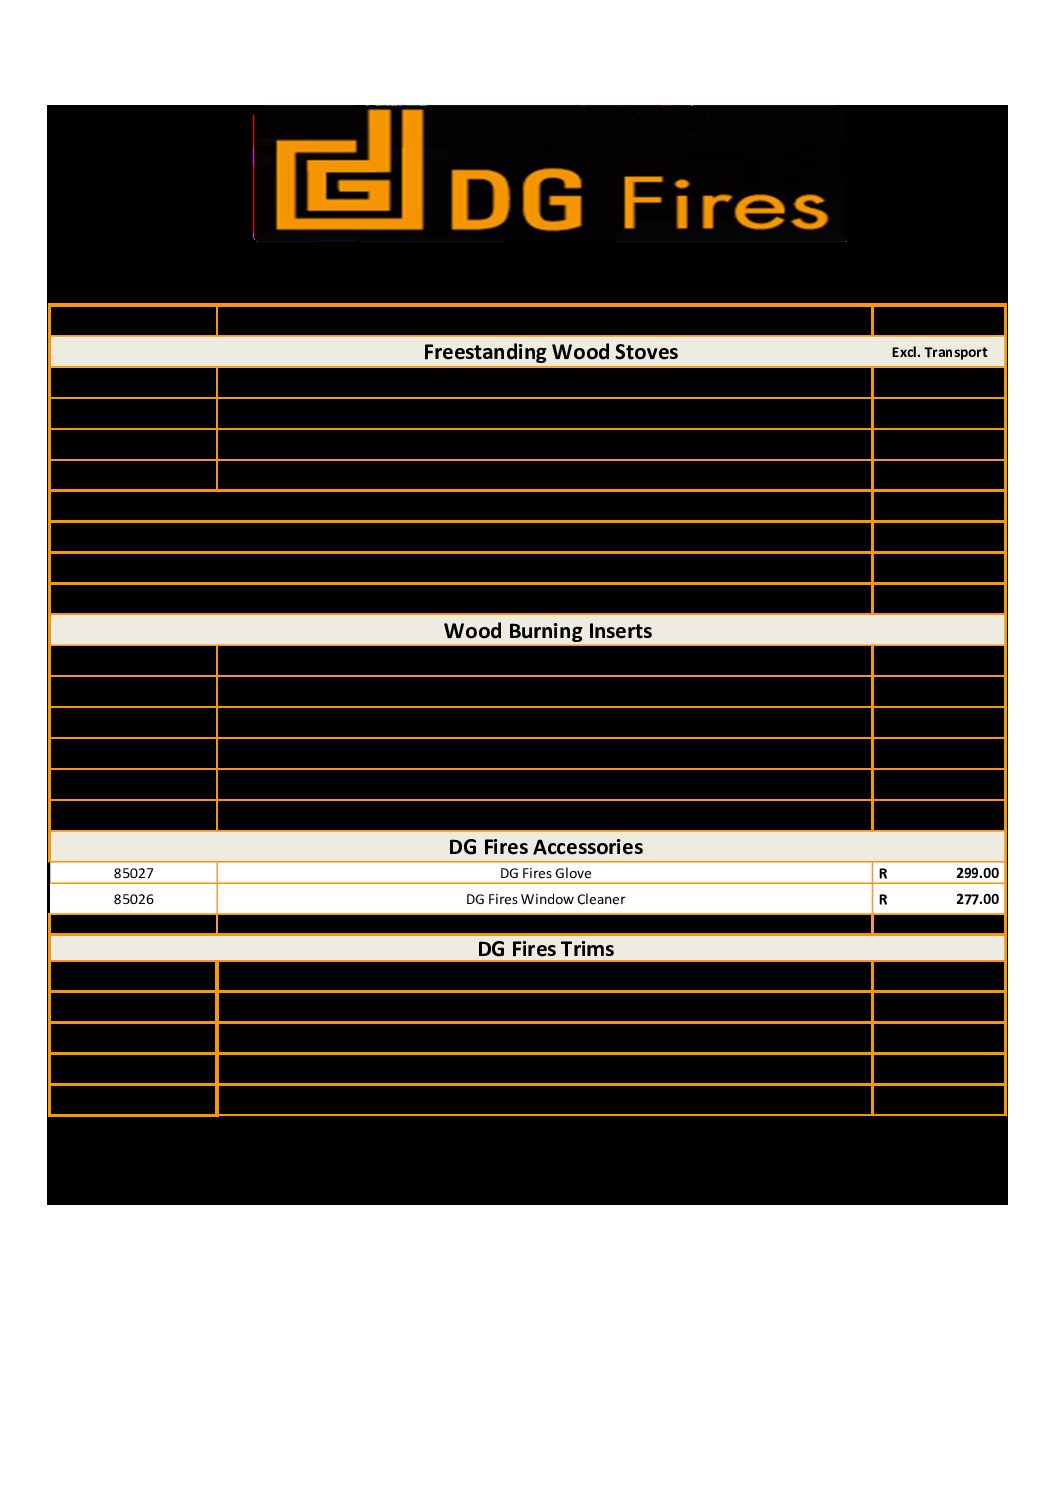 DG Fires
Freestanding Wood Stoves Excl. Transport
Wood Burning Inserts
DG Fires Accessories
85027 DG Fires Glove R 299.00
85026 DG Fires Window Cleaner R 277.00
DG Fires Trims